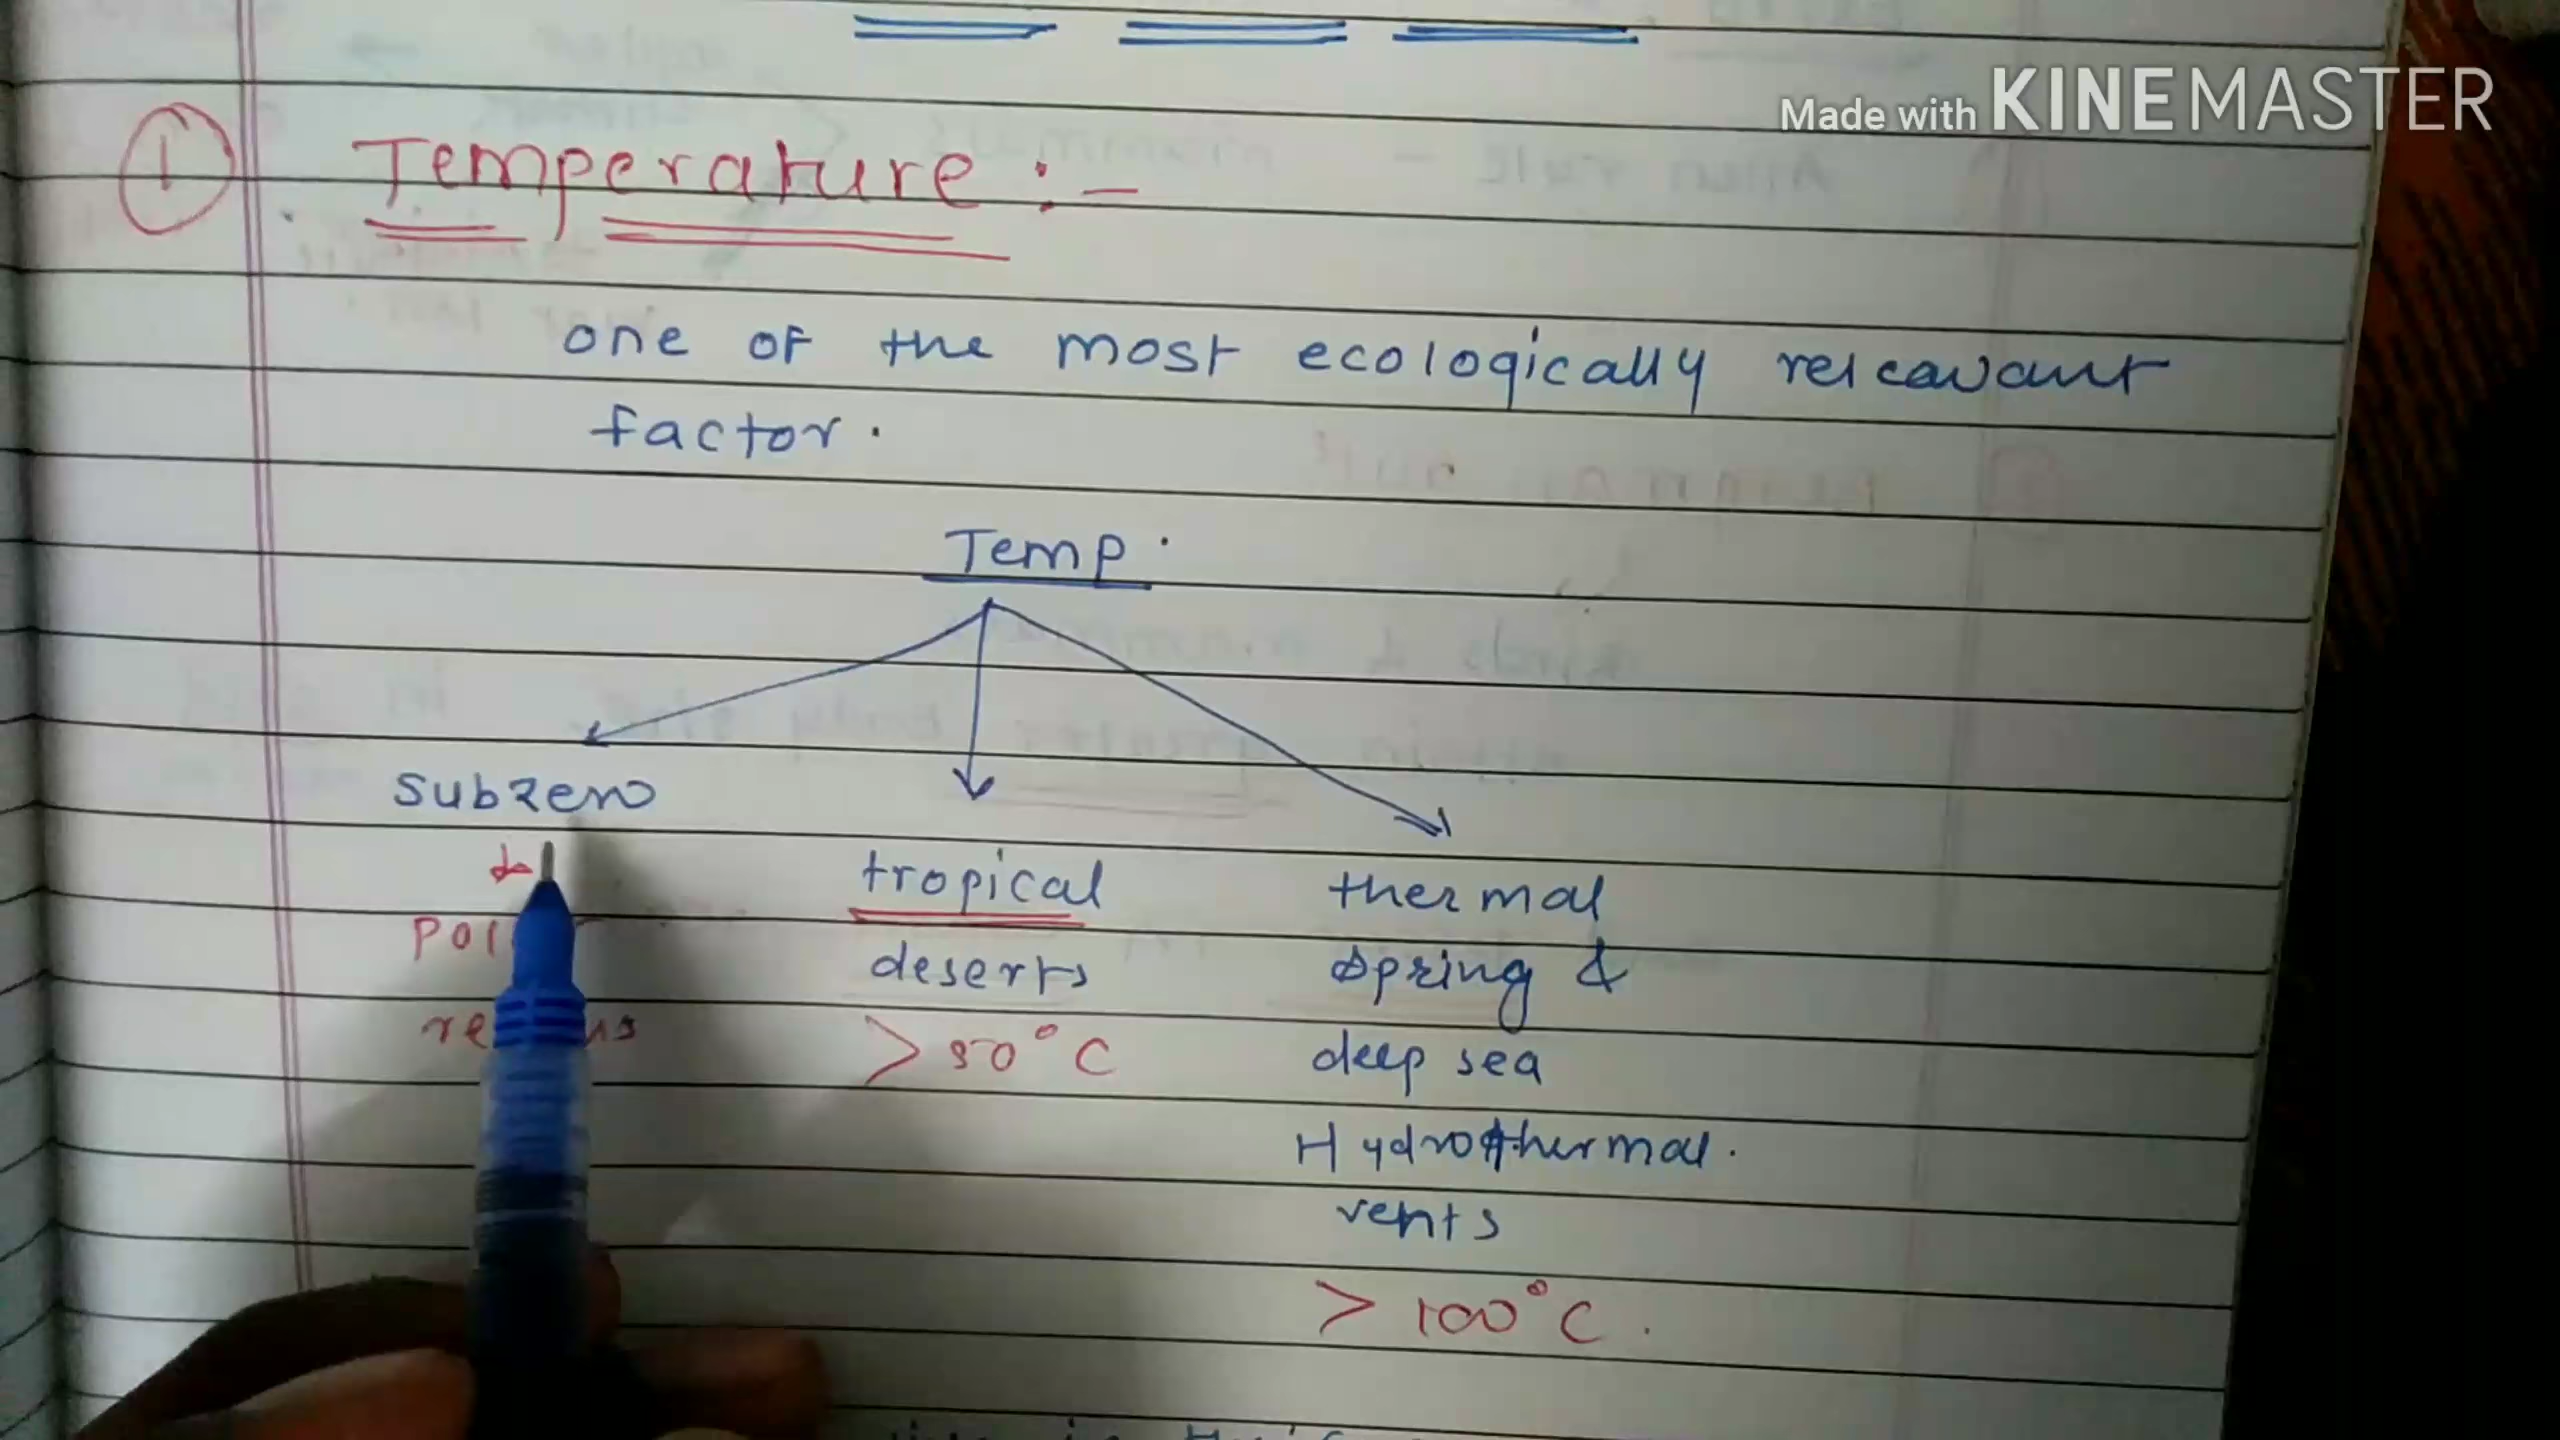 Made with KINEMASTER
1 Temperature :-
one of the most ecologically releavant
factor.
Temp.
subzero
tropical
thermal
deserts
spring &
> 50°C
deep sea
Hydrothermal.
vents
> 100°C.